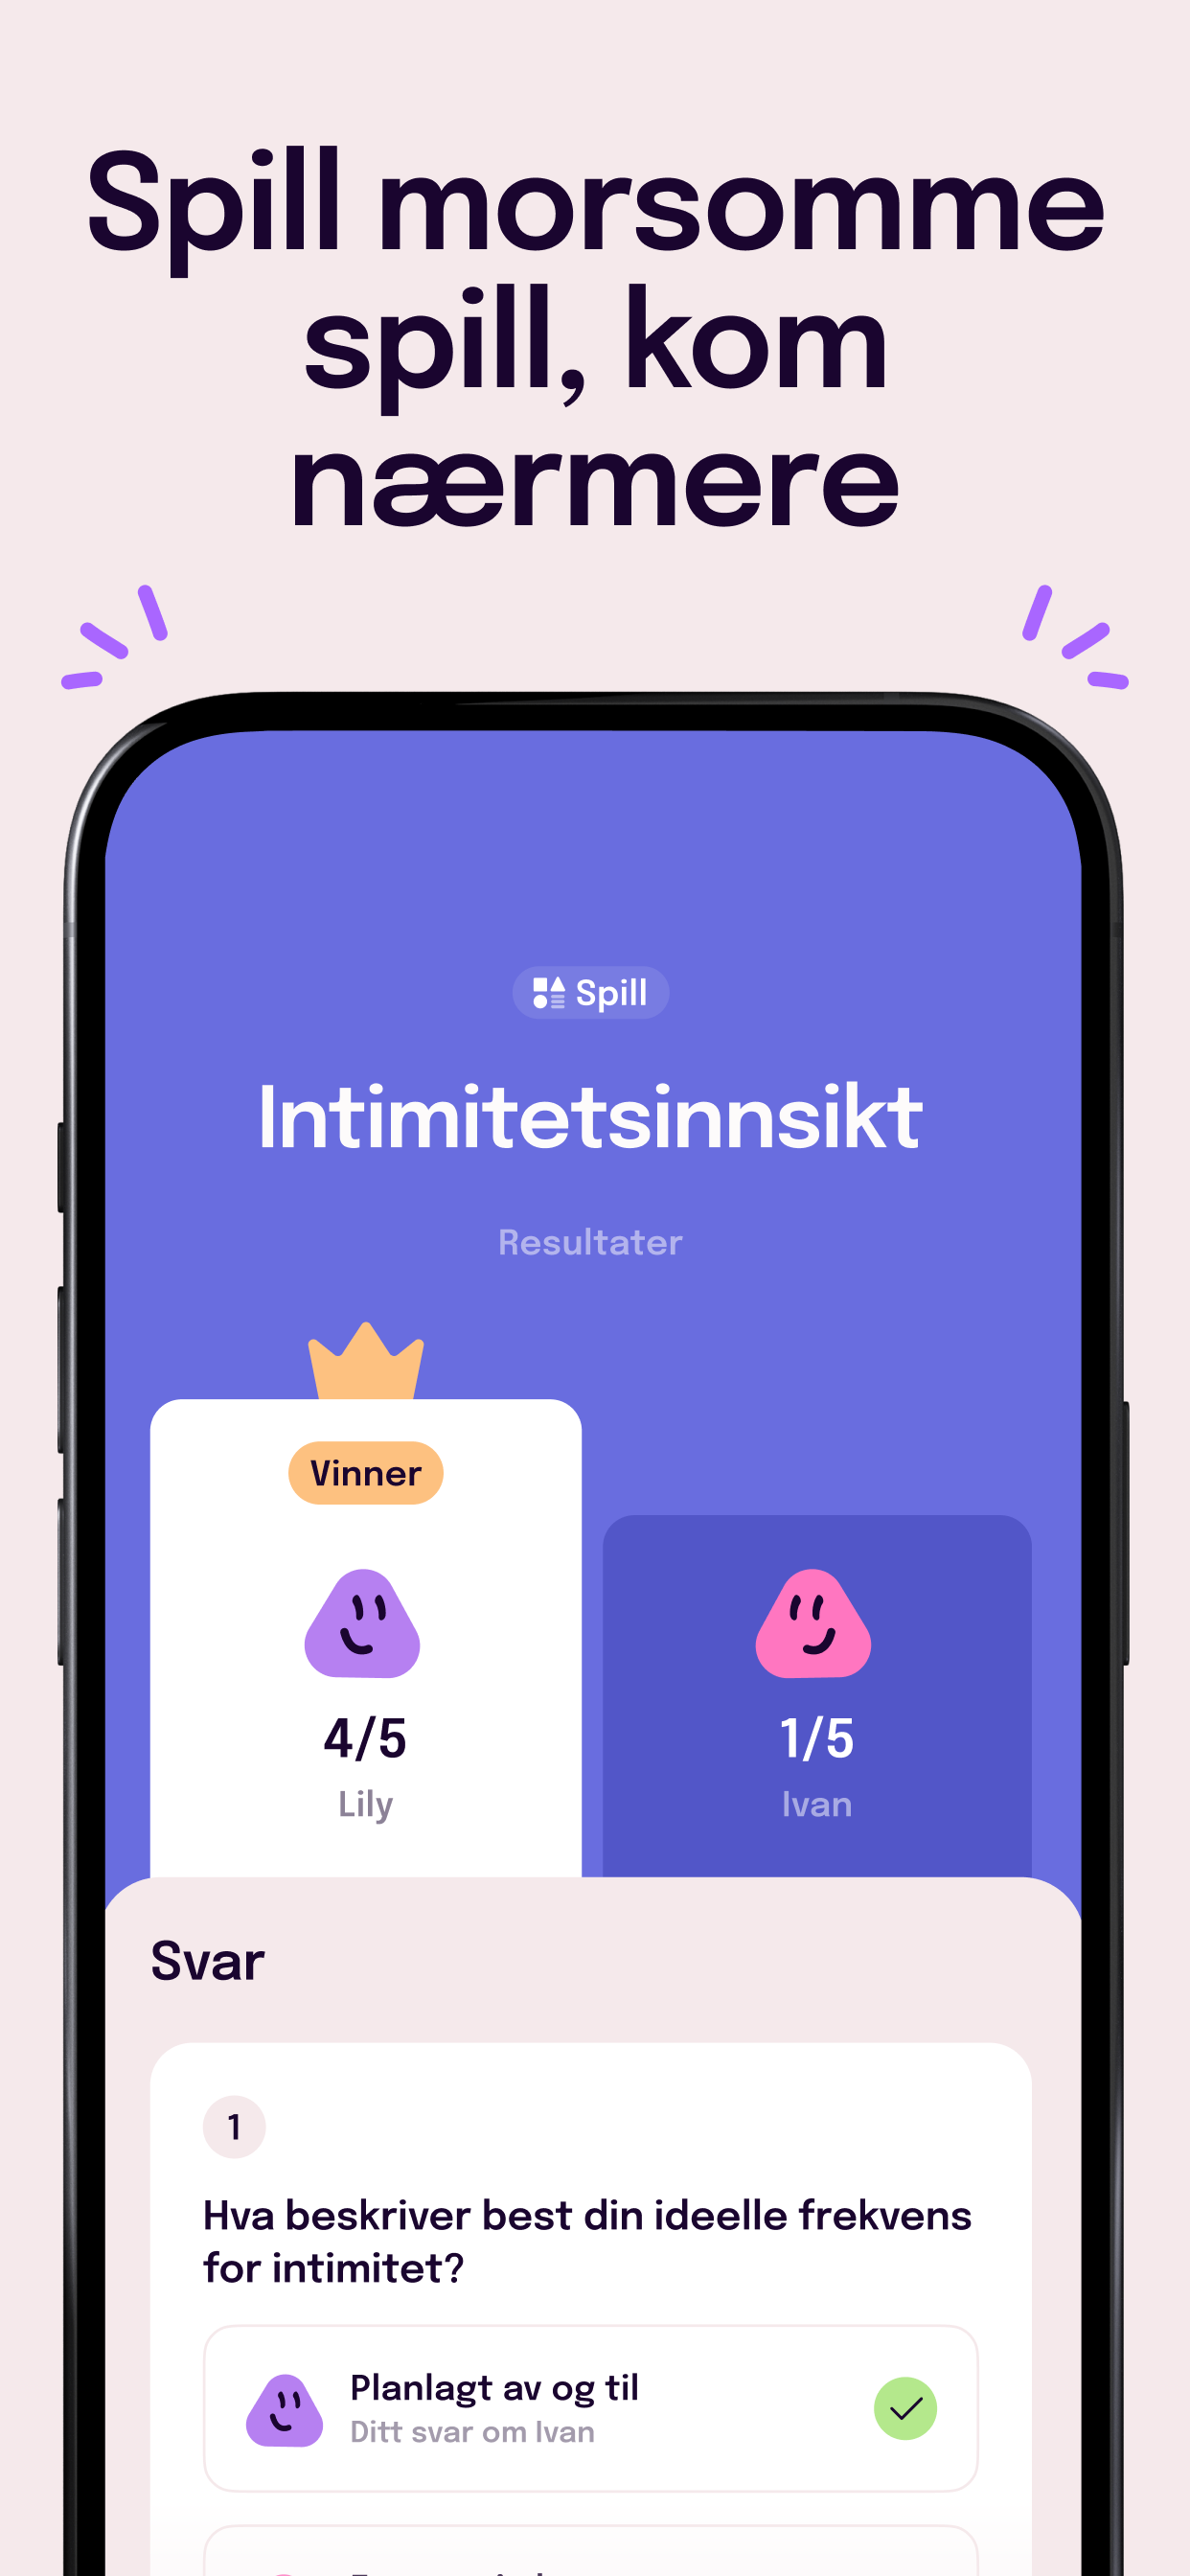 Spill morsomme
spill, kom
nærmere
Spill
Intimitetsinnsikt
Resultater
Vinner
4/5
Lily
1/5
Ivan
Svar
1
Hva beskriver best din ideelle frekvens
for intimitet?
Planlagt av og til
Ditt svar om Ivan